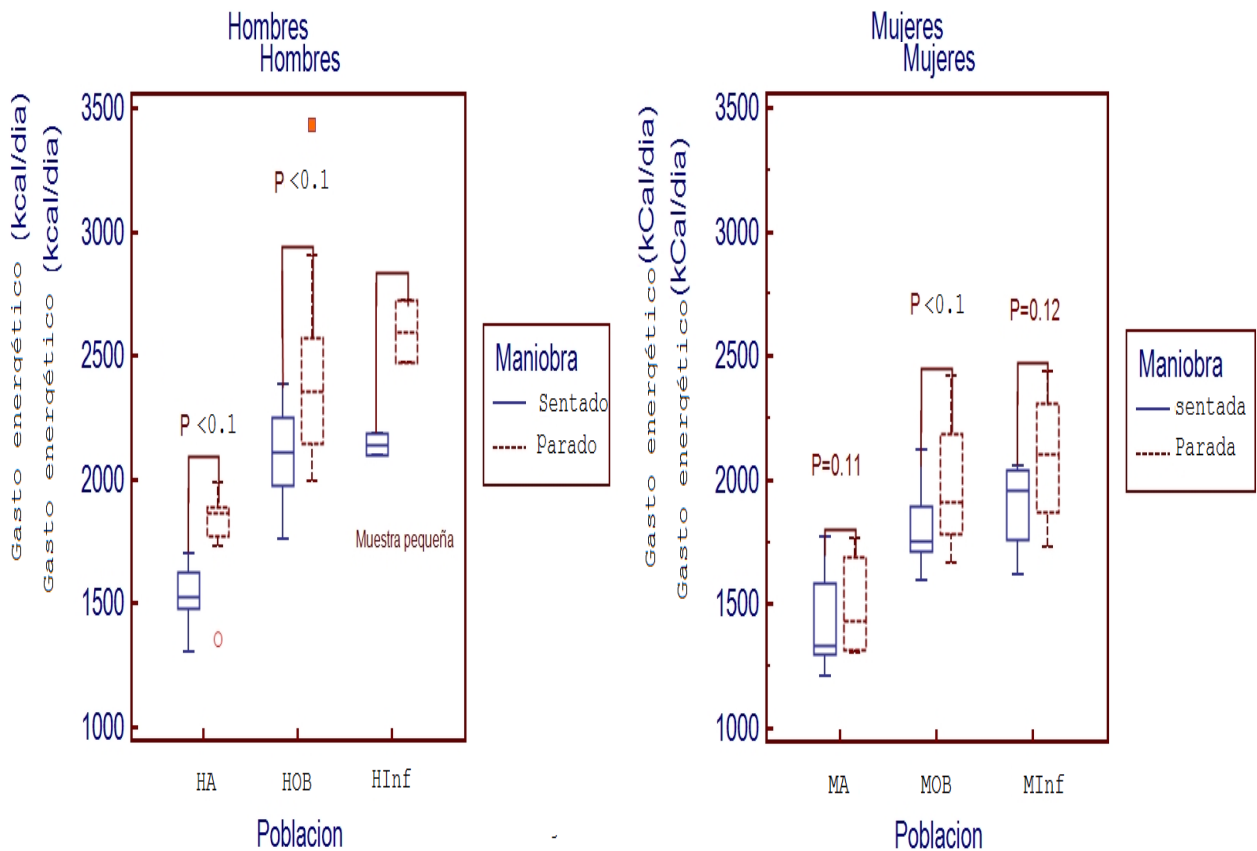 Hombres
Hombres
Gasto energético (kcal/dia)
Gasto energético (kcal/dia)
3500
3000
2500
2000
1500
1000
P <0.1
P <0.1
Muestra pequeña
HA
HOB
HInf
Poblacion
Maniobra
Sentado
Parado
Mujeres
Mujeres
Gasto energético(kCal/dia)
Gasto energético(kCal/dia)
3500
3000
2500
2000
1500
1000
P=0.11
P <0.1
P=0.12
MA
MOB
MInf
Poblacion
Maniobra
sentada
Parada